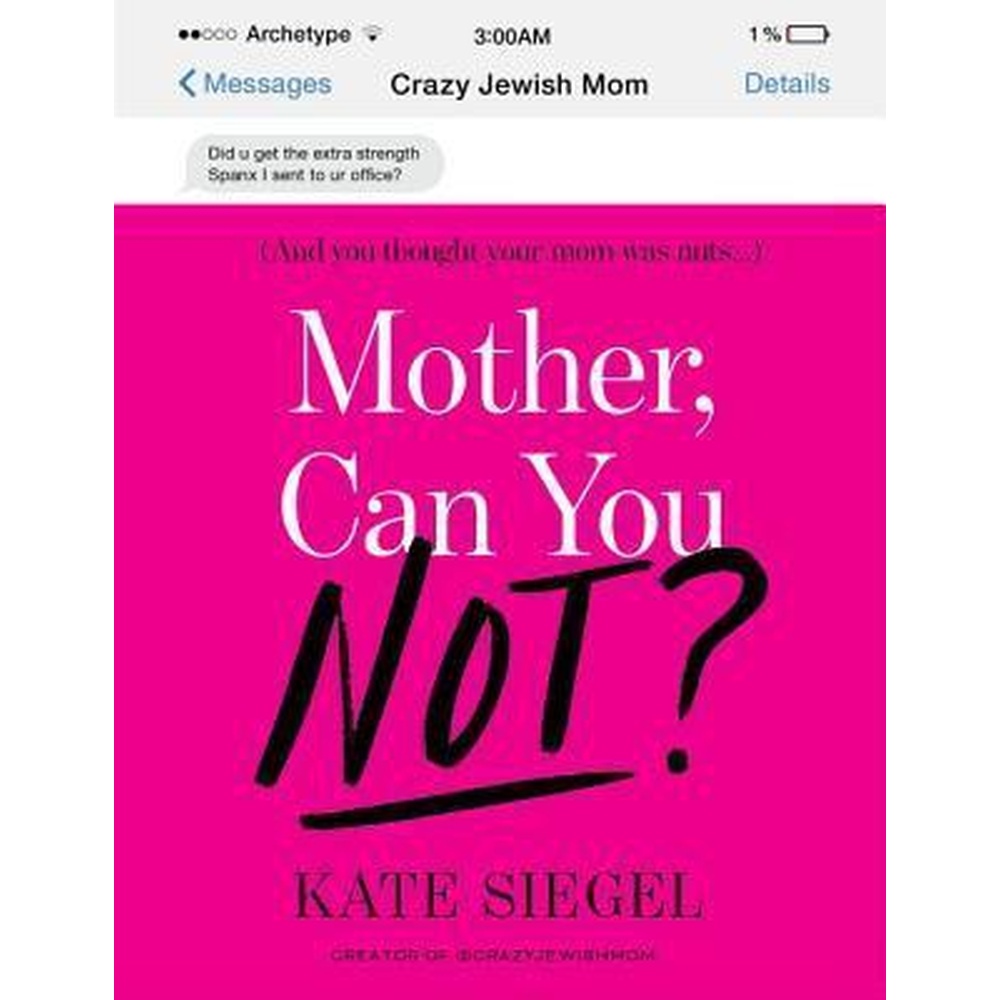 Archetype 3:00AM 1%
Messages Crazy Jewish Mom Details
Did u get the extra strength
Spanx I sent to ur office?
(And you thought your mom was nuts...)
Mother,
Can You
NOT?
KATE SIEGEL
CREATOR OF @CRAZYJEWISHMOM